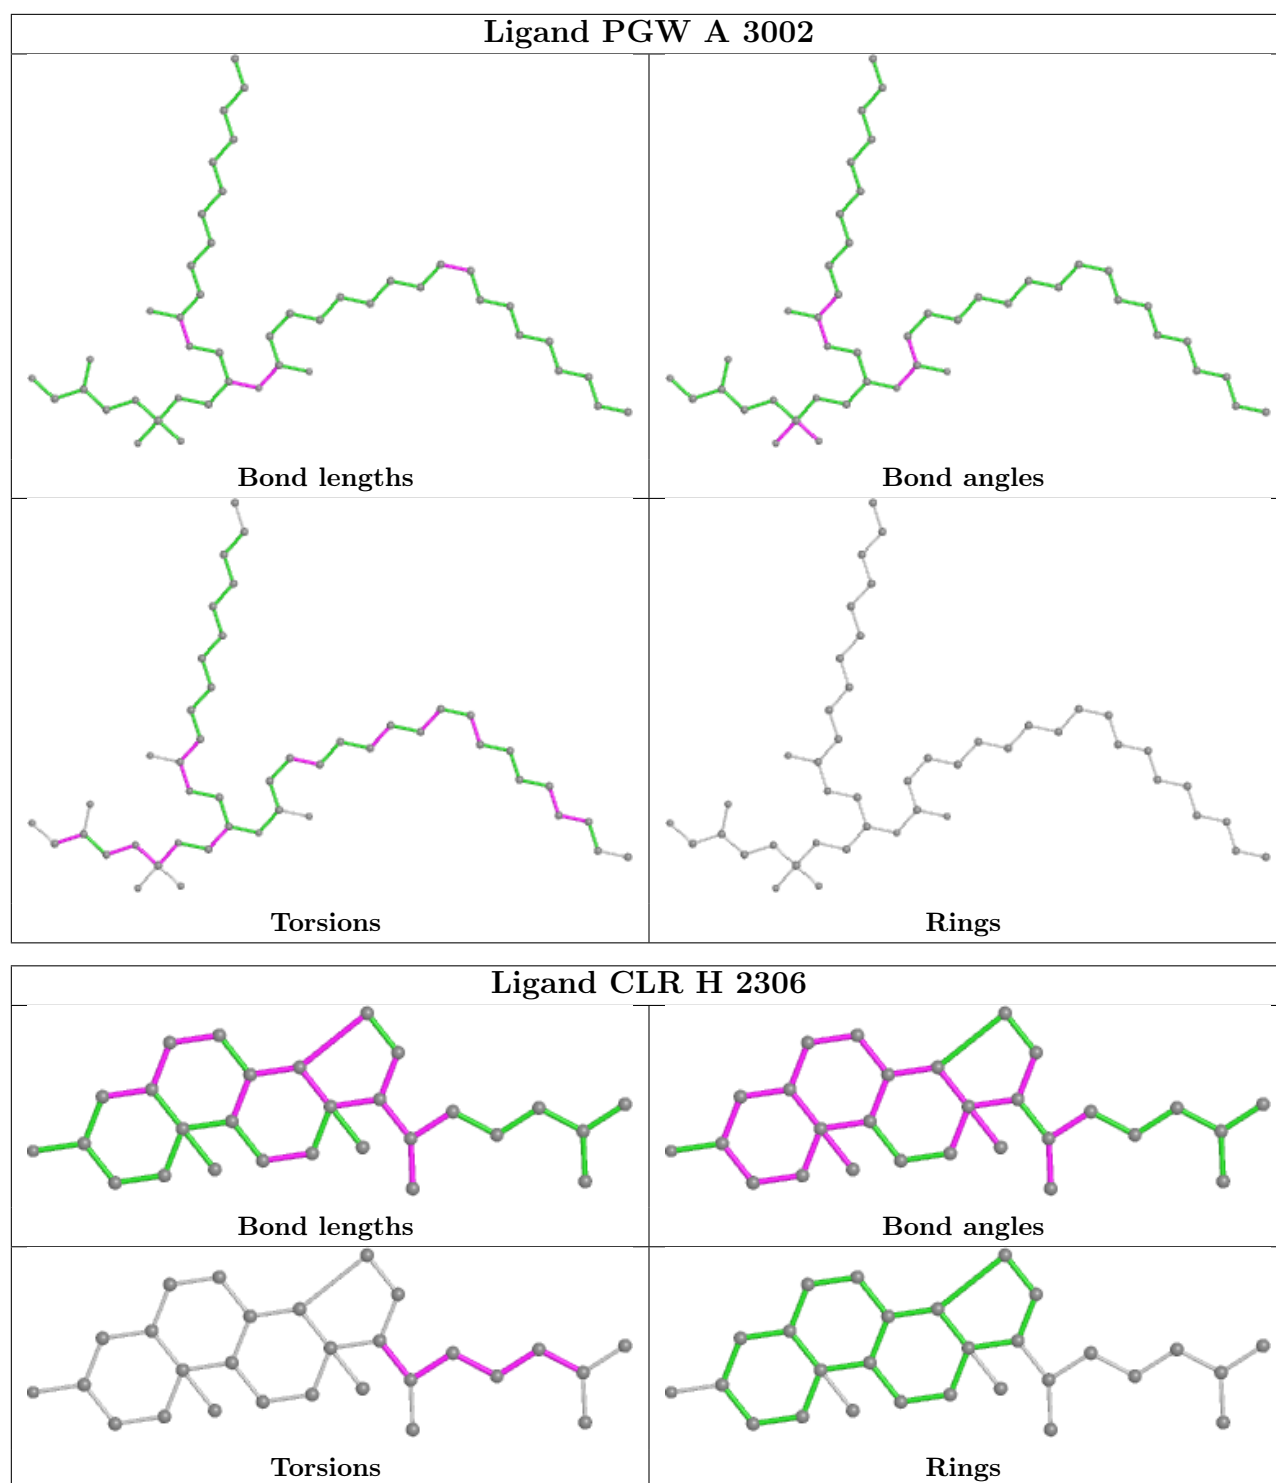 Ligand PGW A 3002
Bond lengths
Bond angles
Torsions
Rings
Ligand CLR H 2306
Bond lengths
Bond angles
Torsions
Rings